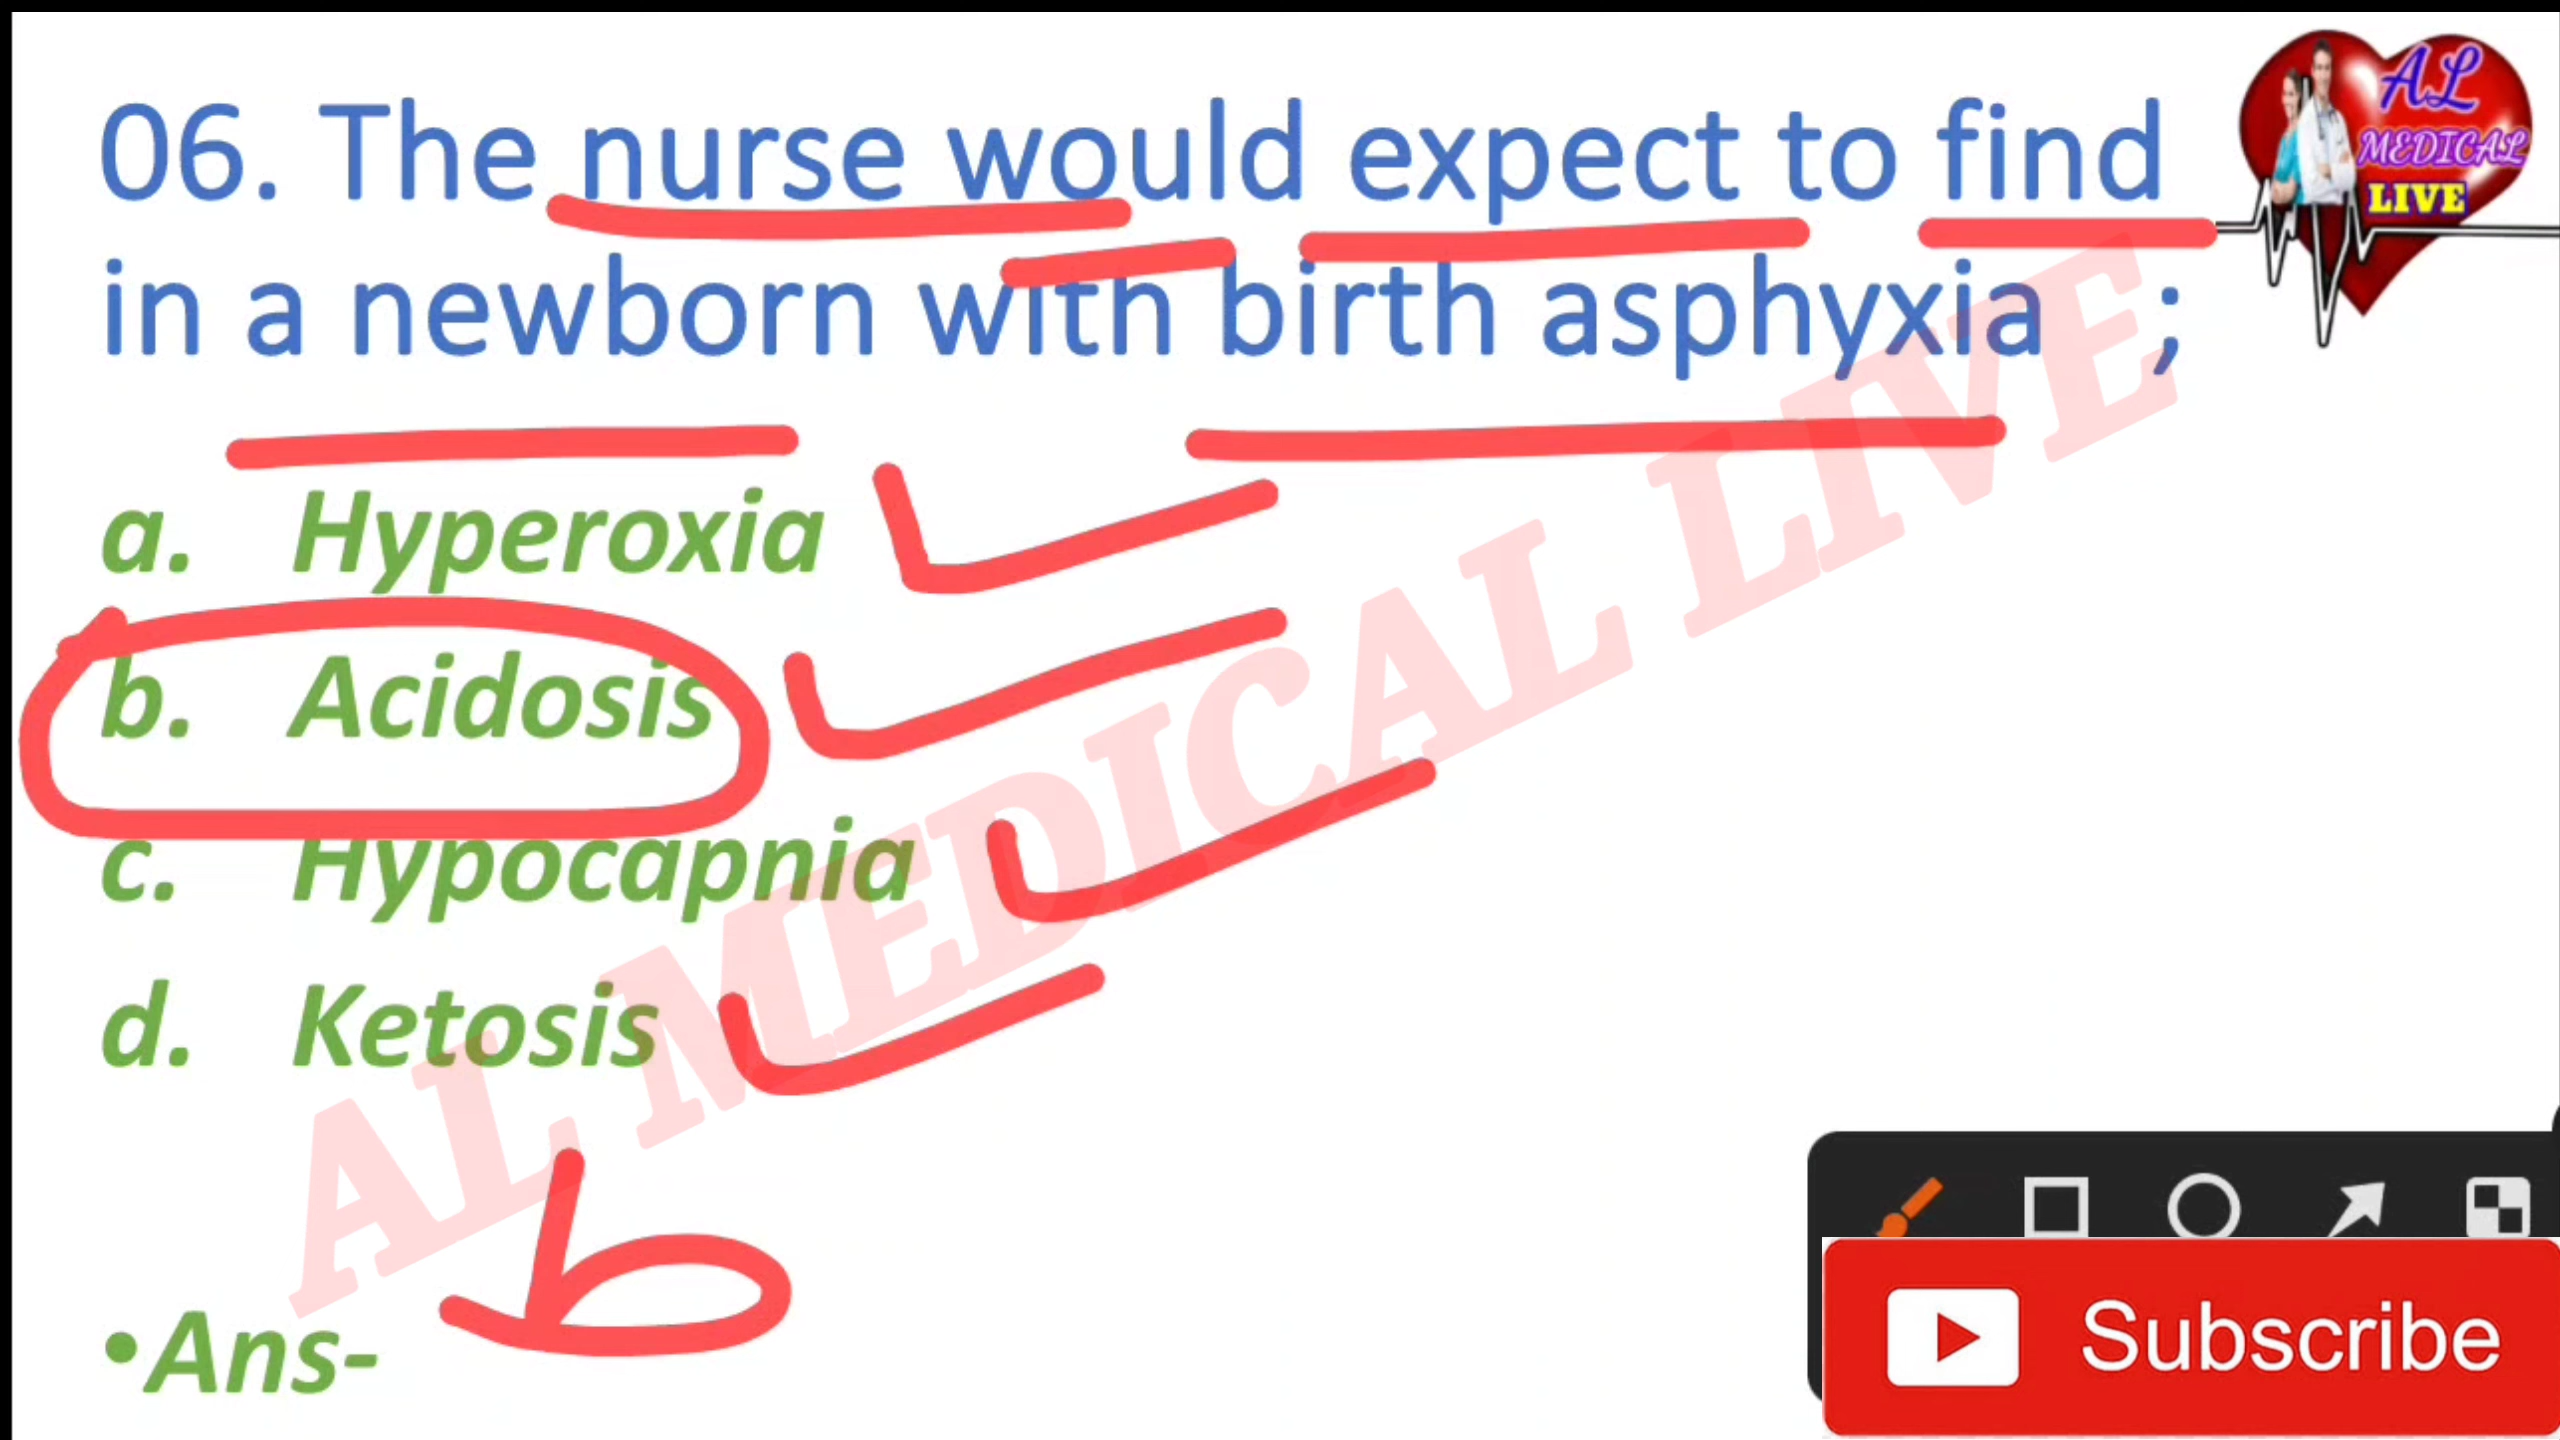 06. The nurse would expect to find
in a newborn with birth asphyxia ;
a. Hyperoxia
b. Acidosis
c. Hypocapnia
d. Ketosis
•Ans- b
AL
MEDICAL
LIVE
AL MEDICAL LIVE
Subscribe